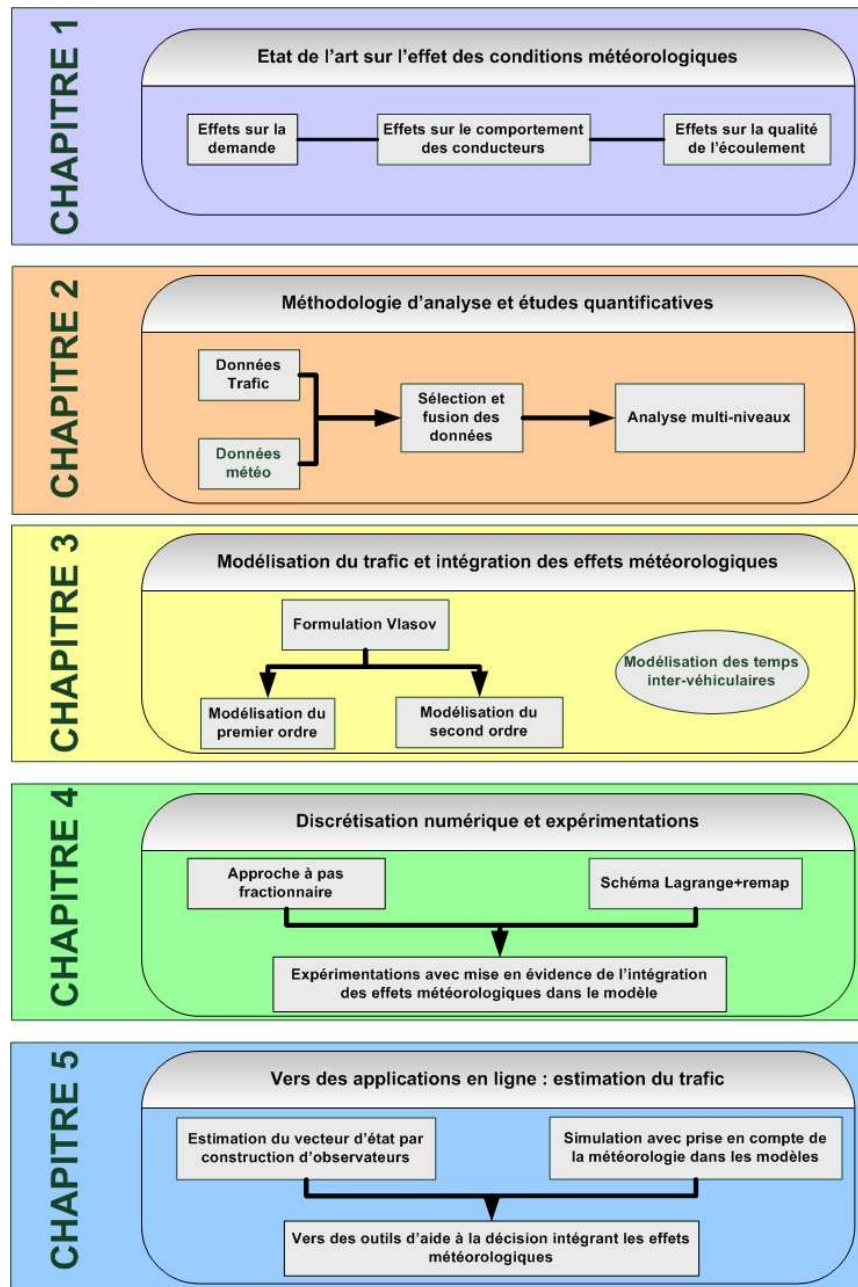 CHAPITRE 1
Etat de l'art sur l'effet des conditions météorologiques
Effets sur la
demande
Effets sur le comportement
des conducteurs
Effets sur la qualité
de l'écoulement
CHAPITRE 2
Méthodologie d'analyse et études quantificatives
Données
Trafic
Données
météo
Sélection et
fusion des
données
Analyse multi-niveaux
CHAPITRE 3
Modélisation du trafic et intégration des effets météorologiques
Formulation Vlasov
Modélisation du
premier ordre
Modélisation du
second ordre
Modélisation des temps
inter-véhiculaires
CHAPITRE 4
Discrétisation numérique et expérimentations
Approche à pas
fractionnaire
Schéma Lagrange+remap
Expérimentations avec mise en évidence de l'intégration
des effets météorologiques dans le modèle
CHAPITRE 5
Vers des applications en ligne : estimation du trafic
Estimation du vecteur d'état par
construction d'observateurs
Simulation avec prise en compte de
la météorologie dans les modèles
Vers des outils d'aide à la décision intégrant les effets
météorologiques